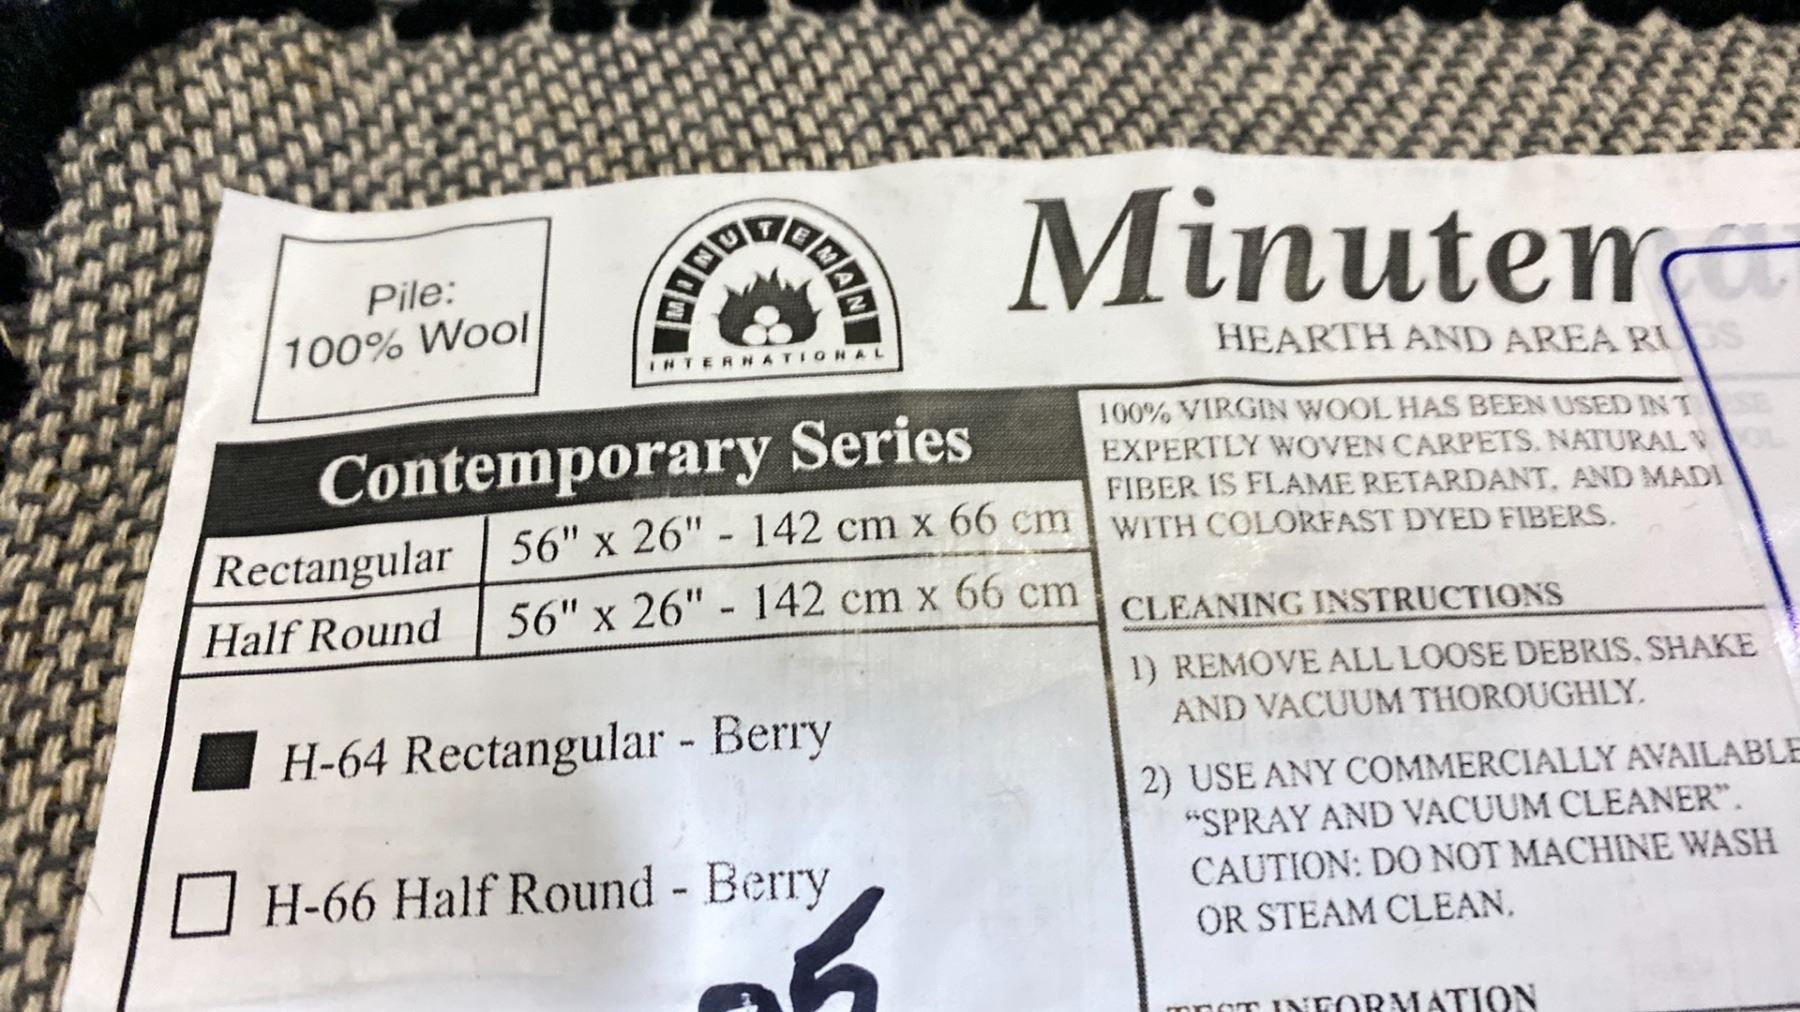 Pile:
100% Wool
MINUTEMAN
INTERNATIONAL
Minuteman
HEARTH AND AREA RUGS
Contemporary Series
Rectangular 56" x 26" - 142 cm x 66 cm
Half Round 56" x 26" - 142 cm x 66 cm
H-64 Rectangular - Berry
H-66 Half Round - Berry
100% VIRGIN WOOL HAS BEEN USED IN
EXPERTLY WOVEN CARPETS. NATURAL
FIBER IS FLAME RETARDANT, AND
WITH COLORFAST DYED FIBERS.
CLEANING INSTRUCTIONS
1) REMOVE ALL LOOSE DEBRIS, SHAKE
AND VACUUM THOROUGHLY.
2) USE ANY COMMERCIALLY AVAILABLE
“SPRAY AND VACUUM CLEANER”.
CAUTION: DO NOT MACHINE WASH
OR STEAM CLEAN.
TEST INFORMATION